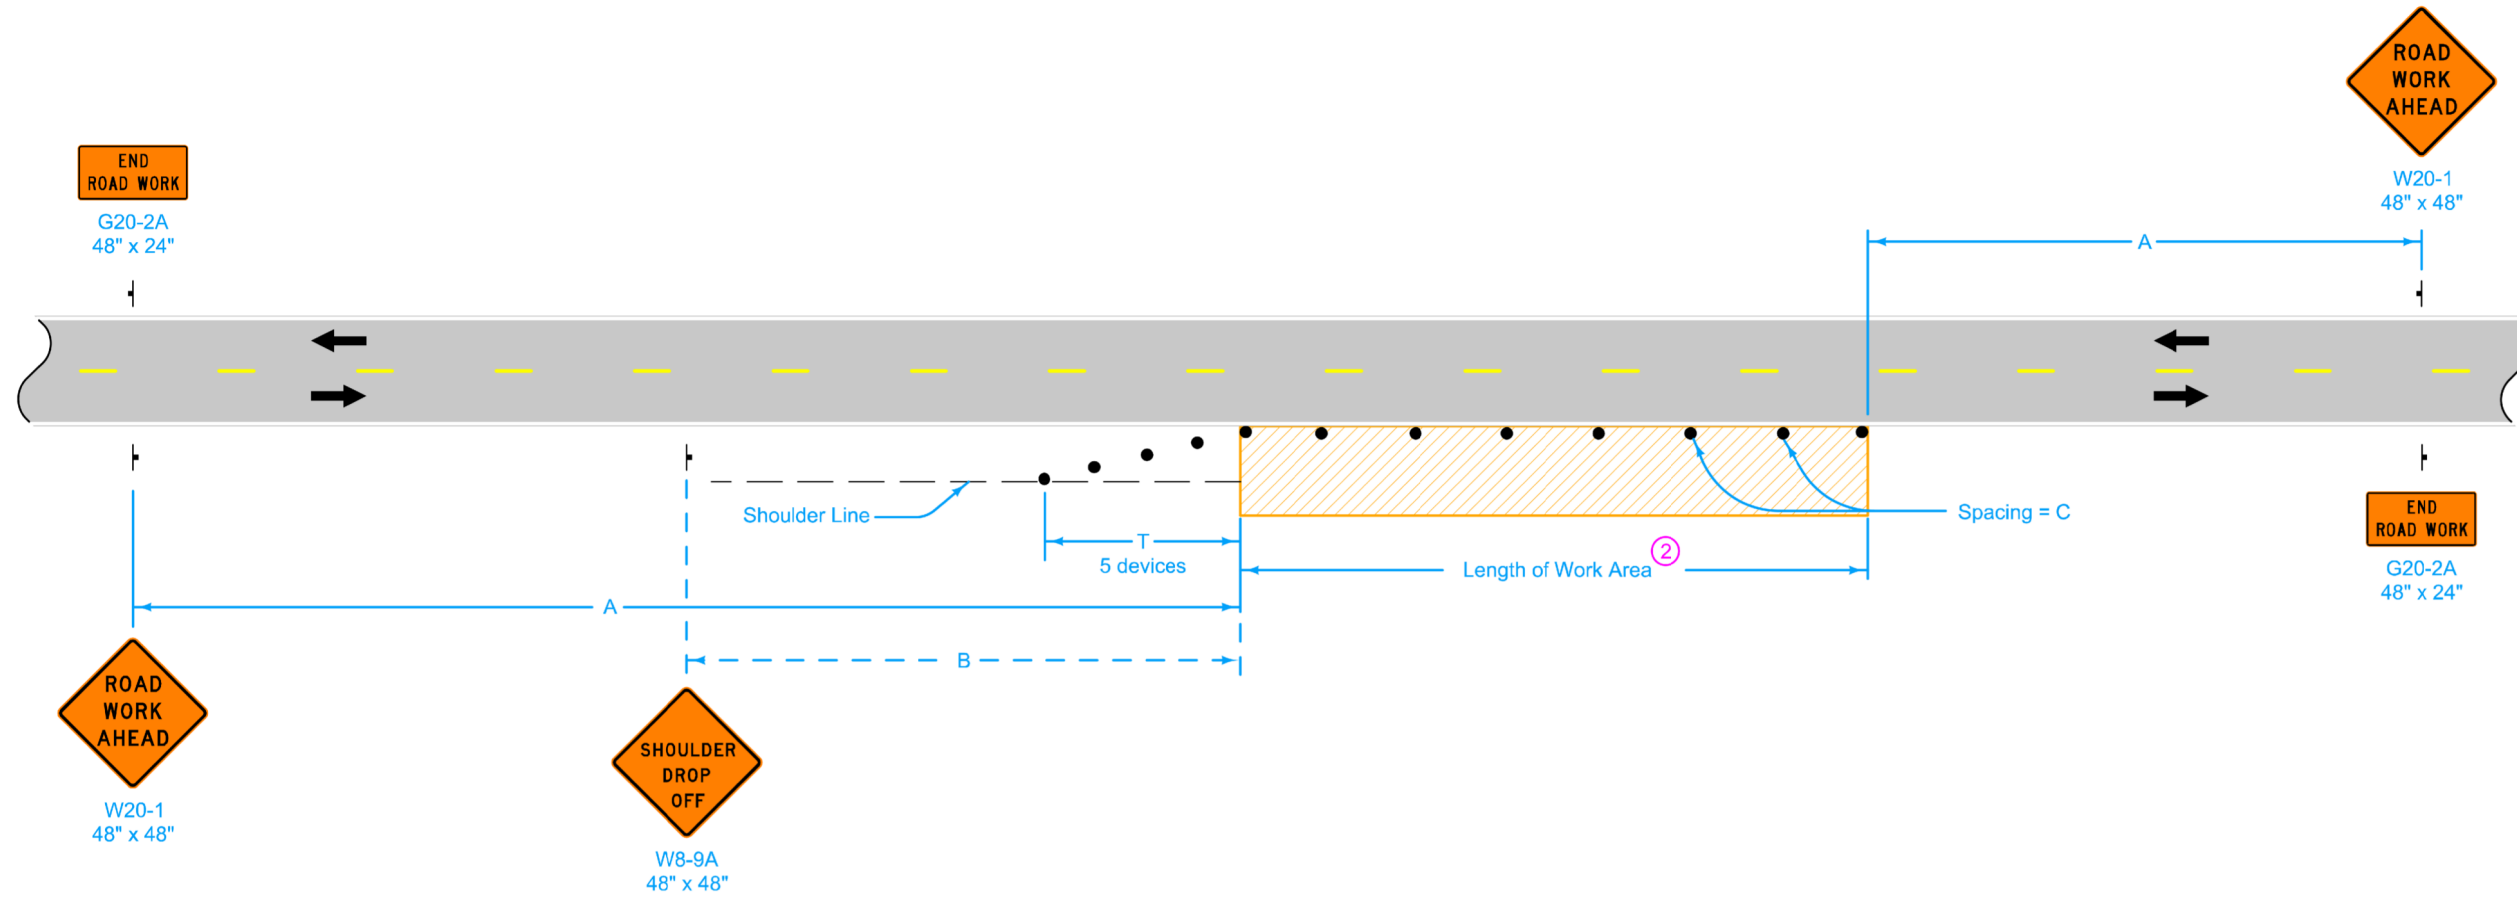 ROAD
WORK
AHEAD
W20-1
48" x 48"
END
ROAD WORK
G20-2A
48" x 24"
A
Shoulder Line
Spacing = C
T
5 devices
Length of Work Area
2
END
ROAD WORK
G20-2A
48" x 24"
A
B
ROAD
WORK
AHEAD
W20-1
48" x 48"
SHOULDER
DROP
OFF
W8-9A
48" x 48"